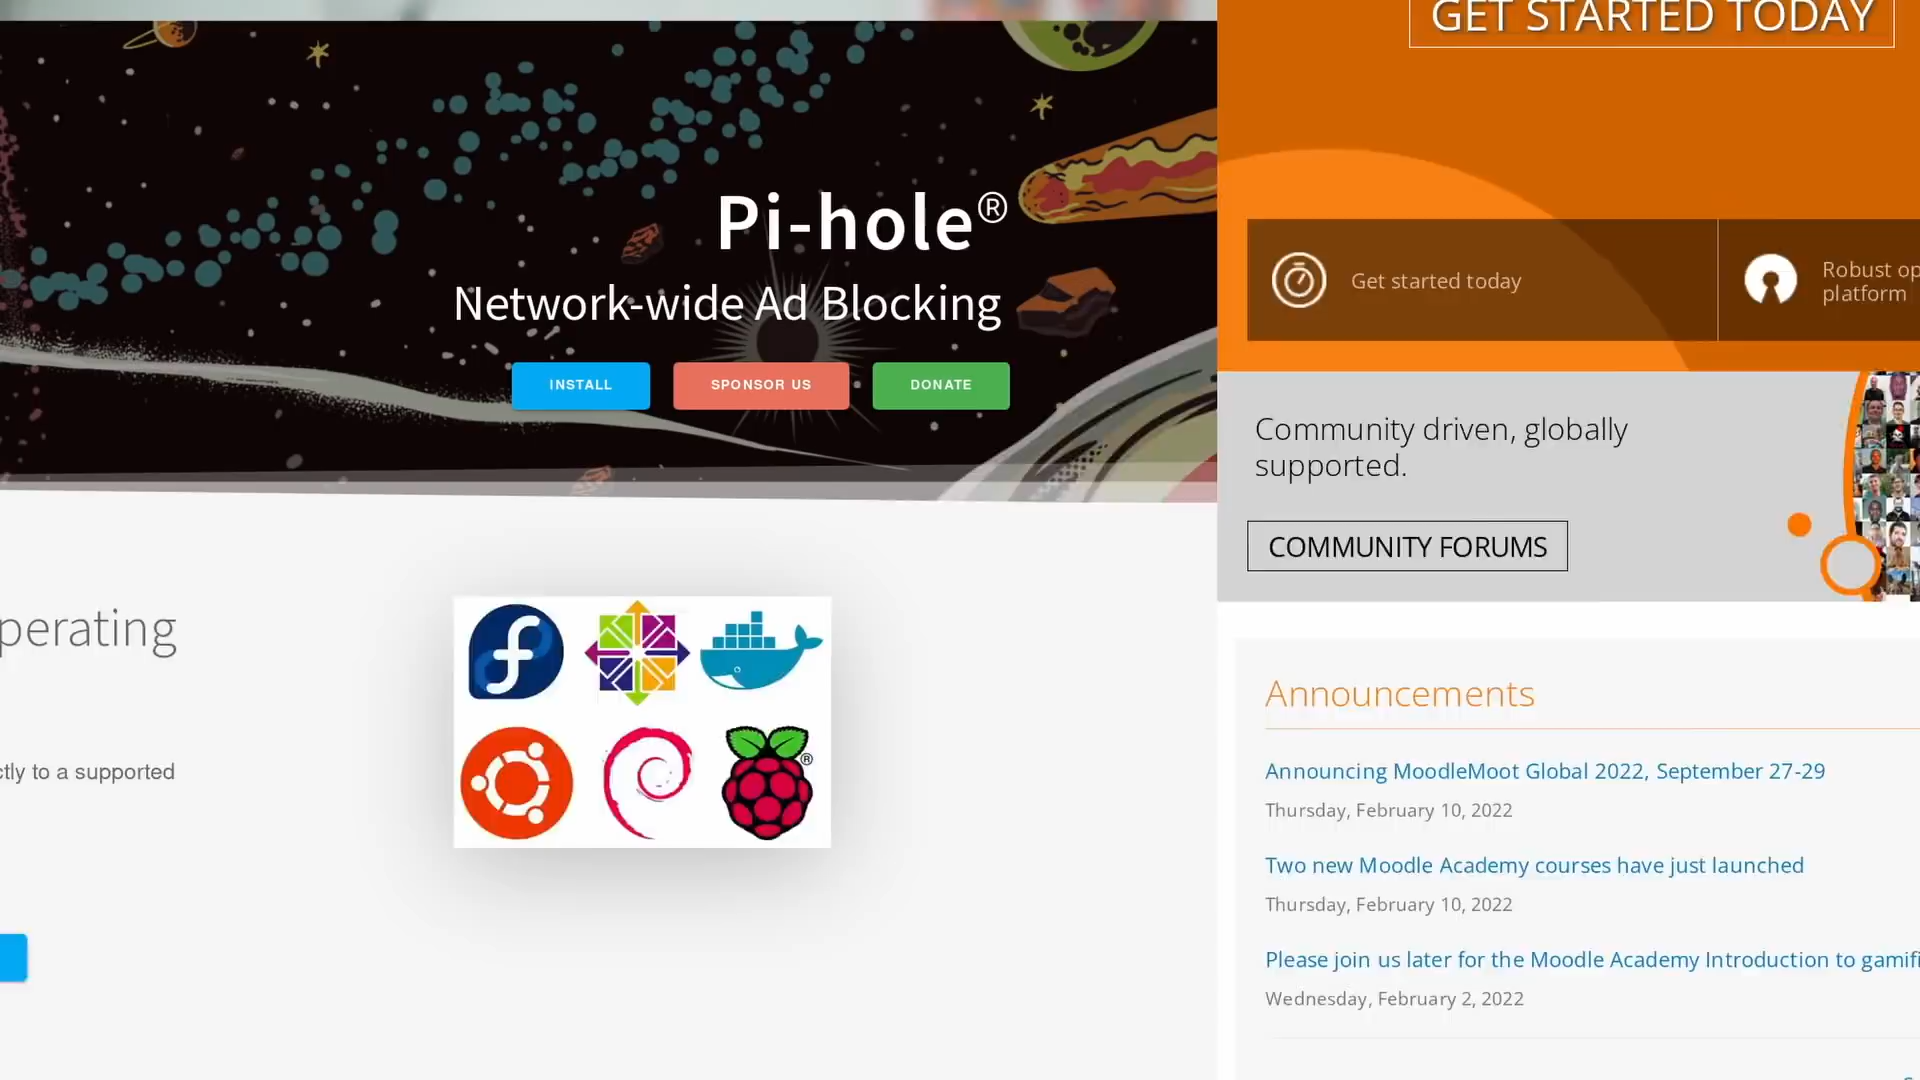 Pi-hole®
Network-wide Ad Blocking
INSTALL
SPONSOR US
DONATE
perating
ctly to a supported
®
GET STARTED TODAY
Get started today
Robust op
platform
Community driven, globally
supported.
COMMUNITY FORUMS
Announcements
Announcing MoodleMoot Global 2022, September 27-29
Thursday, February 10, 2022
Two new Moodle Academy courses have just launched
Thursday, February 10, 2022
Please join us later for the Moodle Academy Introduction to gamifi
Wednesday, February 2, 2022